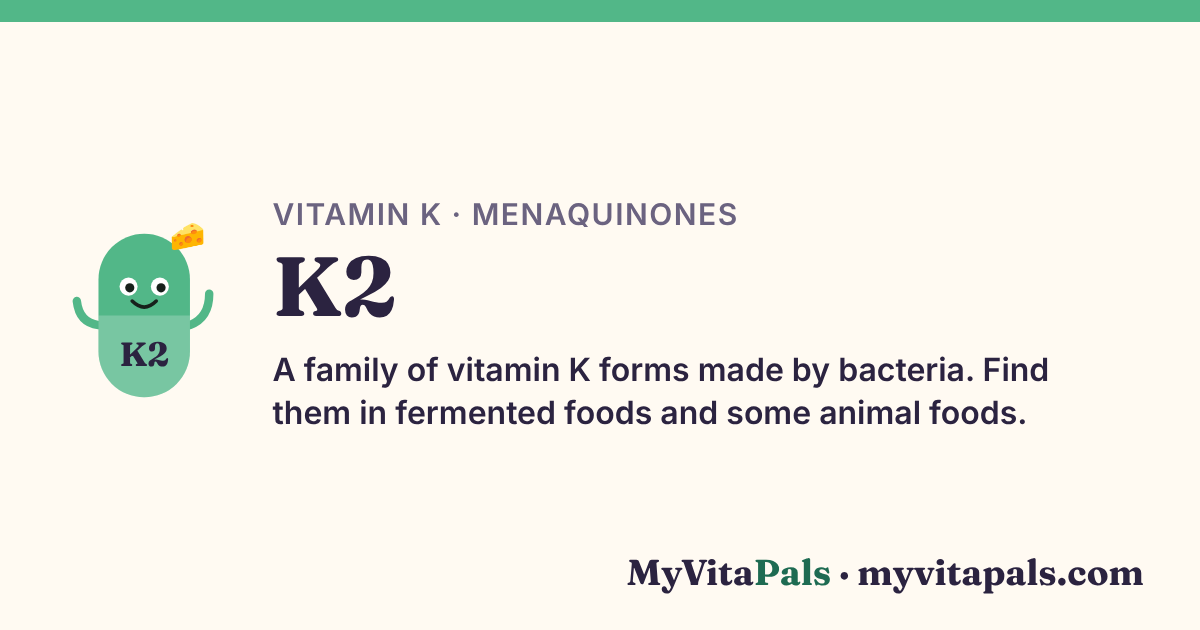 VITAMIN K · MENAQUINONES
K2
K2
A family of vitamin K forms made by bacteria. Find
them in fermented foods and some animal foods.
MyVitaPals · myvitapals.com